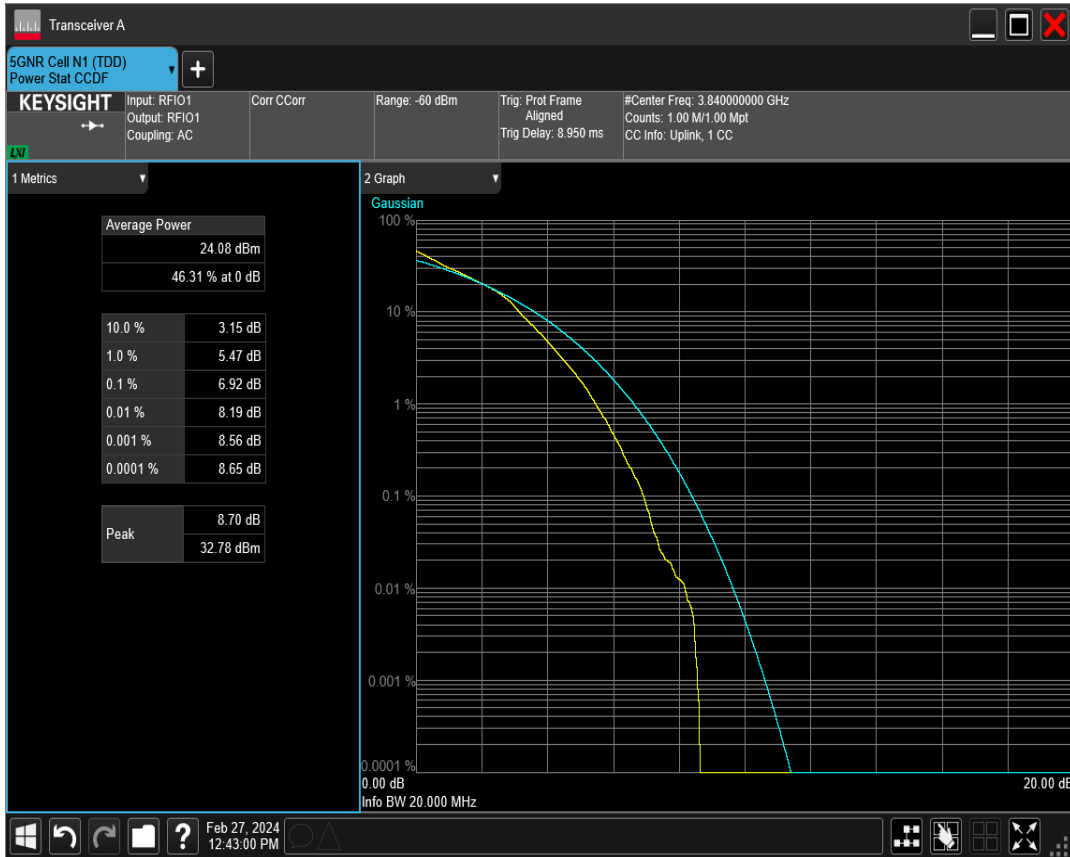 Transceiver A
5GNR Cell N1 (TDD)
Power Stat CCDF
+
KEYSIGHT
LXI
Input: RFIO1
Output: RFIO1
Coupling: AC
Corr CCorr
Range: -60 dBm
Trig: Prot Frame
Aligned
Trig Delay: 8.950 ms
#Center Freq: 3.840000000 GHz
Counts: 1.00 M/1.00 Mpt
CC Info: Uplink, 1 CC
1 Metrics
Average Power
24.08 dBm
46.31 % at 0 dB
10.0 % 3.15 dB
1.0 % 5.47 dB
0.1 % 6.92 dB
0.01 % 8.19 dB
0.001 % 8.56 dB
0.0001 % 8.65 dB
Peak 8.70 dB
32.78 dBm
2 Graph
Gaussian
100 %
10 %
1 %
0.1 %
0.01 %
0.001 %
0.0001 %
0.00 dB 20.00 dB
Info BW 20.000 MHz
?
Feb 27, 2024
12:43:00 PM